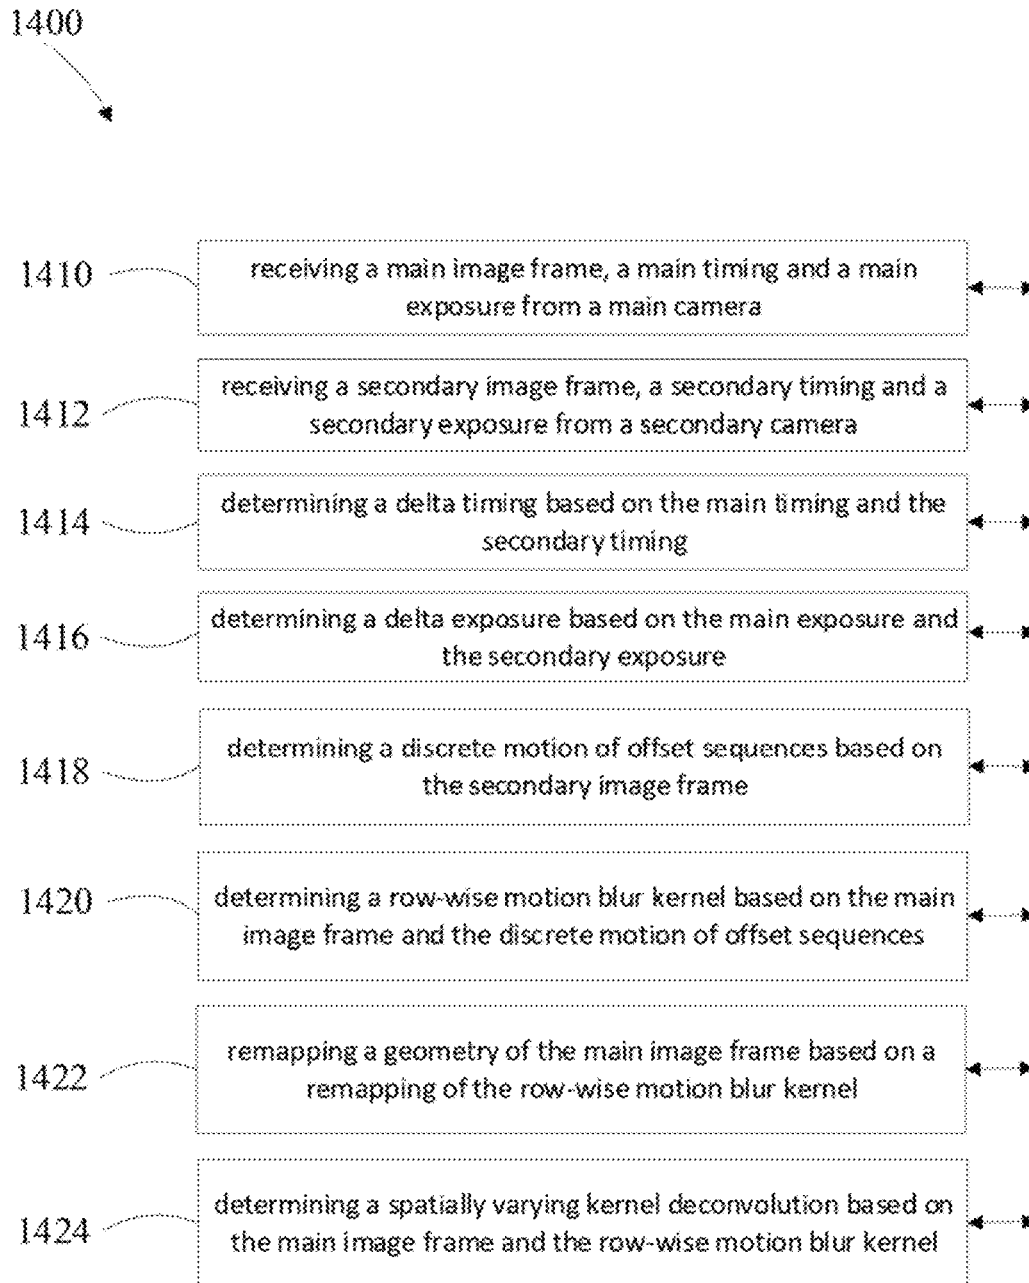 1400
1410
receiving a main image frame, a main timing and a main
exposure from a main camera
1412
receiving a secondary image frame, a secondary timing and a
secondary exposure from a secondary camera
1414
determining a delta timing based on the main timing and the
secondary timing
1416
determining a delta exposure based on the main exposure and
the secondary exposure
1418
determining a discrete motion of offset sequences based on
the secondary image frame
1420
determining a row-wise motion blur kernel based on the main
image frame and the discrete motion of offset sequences
1422
remapping a geometry of the main image frame based on a
remapping of the row-wise motion blur kernel
1424
determining a spatially varying kernel deconvolution based on
the main image frame and the row-wise motion blur kernel